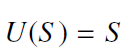 U(S) = S